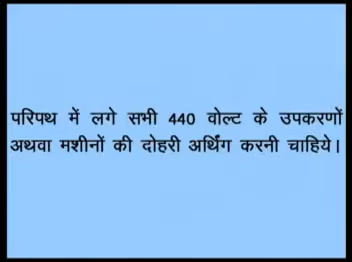 परिपथ में लगे सभी 440 वोल्ट के उपकरणों
अथवा मशीनों की दोहरी अर्थिंग करनी चाहिये।